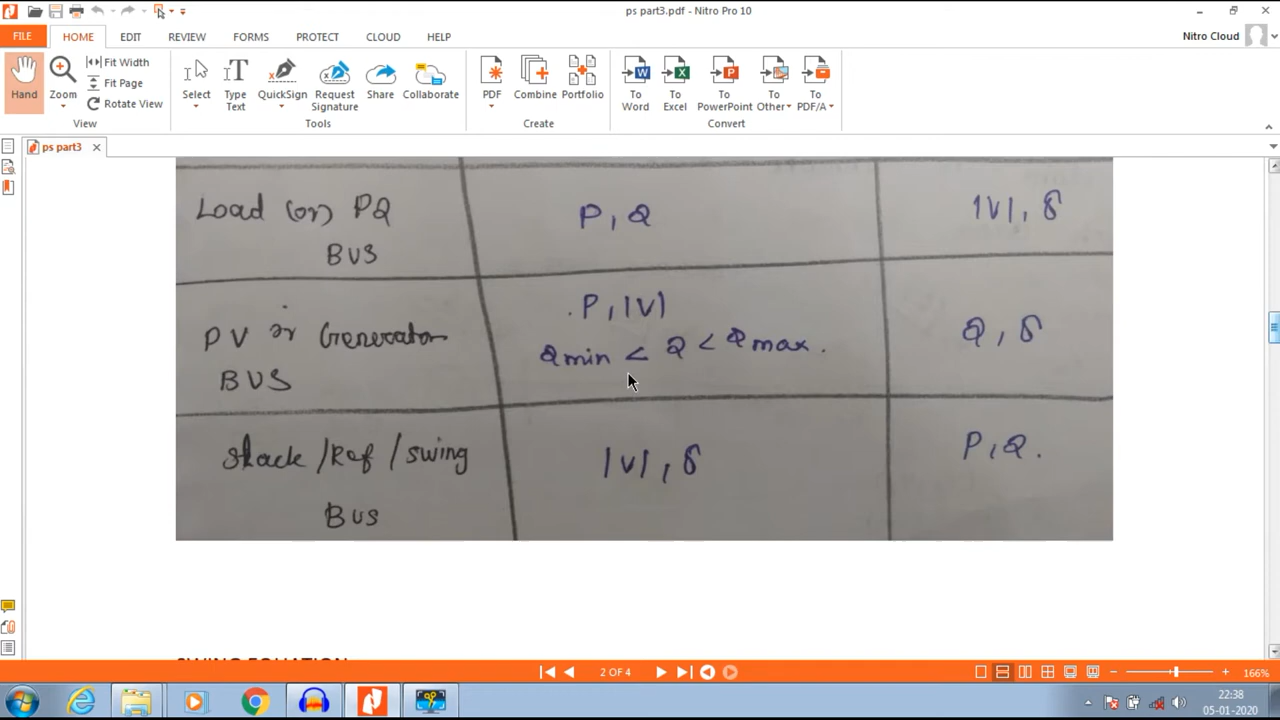 ps part3.pdf - Nitro Pro 10
FILE HOME EDIT REVIEW FORMS PROTECT CLOUD HELP Nitro Cloud
Hand Zoom Fit Width Fit Page Rotate View
View
Select Type Text QuickSign Request Signature Share Collaborate
Tools
PDF Combine Portfolio
Create
To Word To Excel To PowerPoint To Other To PDF/A
Convert
ps part3
Load (or) PQ P, Q |V|, δ
BUS
PV or Generator P, |V| Q, δ
BUS Qmin < Q < Qmax.
Slack /Ref /swing |V|, δ P, Q.
Bus
SWING EQUATION
2 OF 4
166%
22:38
05-01-2020